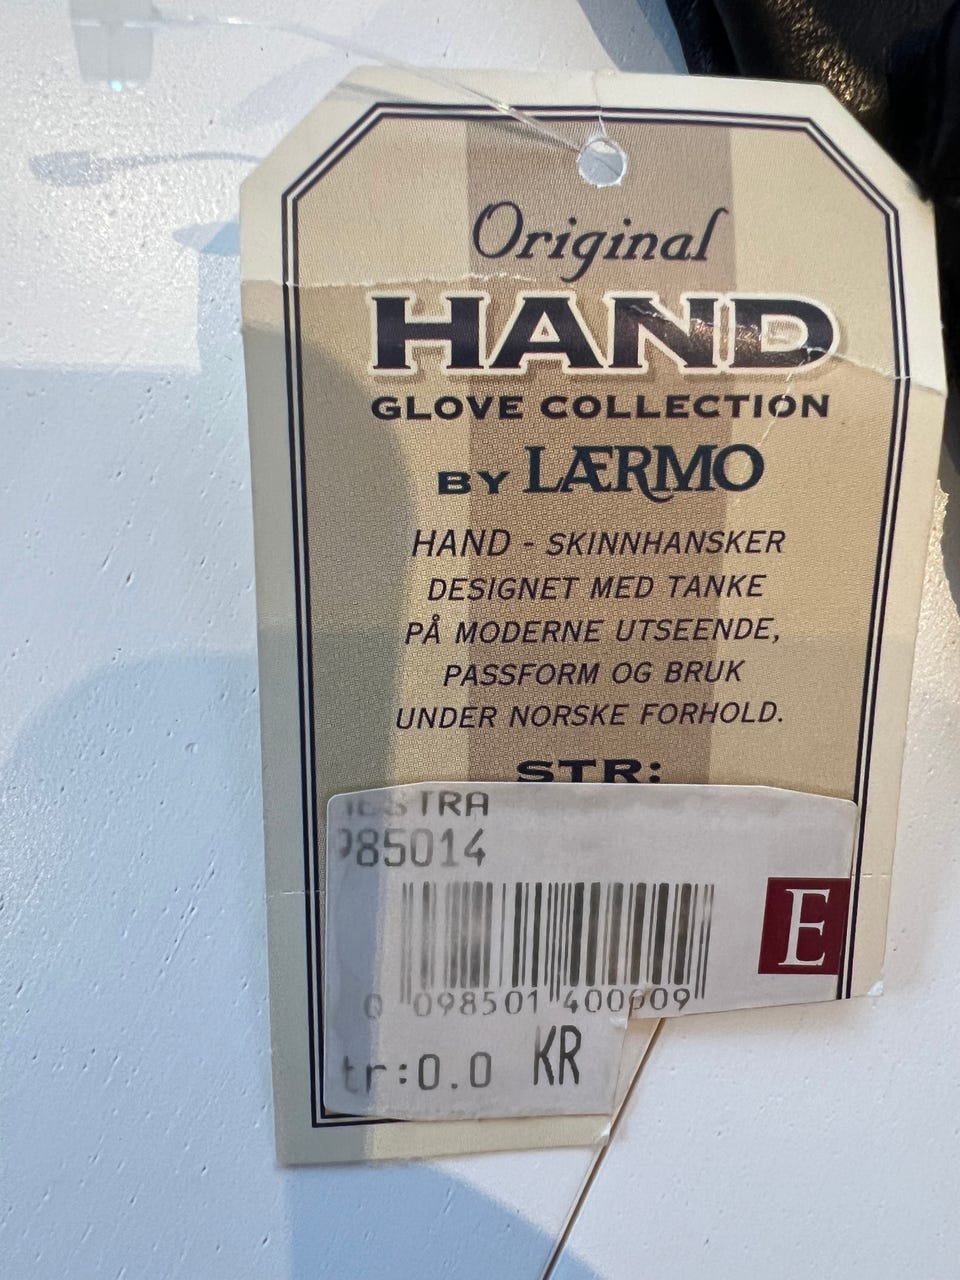 Original
HAND
GLOVE COLLECTION
BY LÆRMO
HAND - SKINNHANSKER
DESIGNET MED TANKE
PÅ MODERNE UTSEENDE,
PASSFORM OG BRUK
UNDER NORSKE FORHOLD.
STR:
985014
E
0 098501 400009
tr:0.0 KR